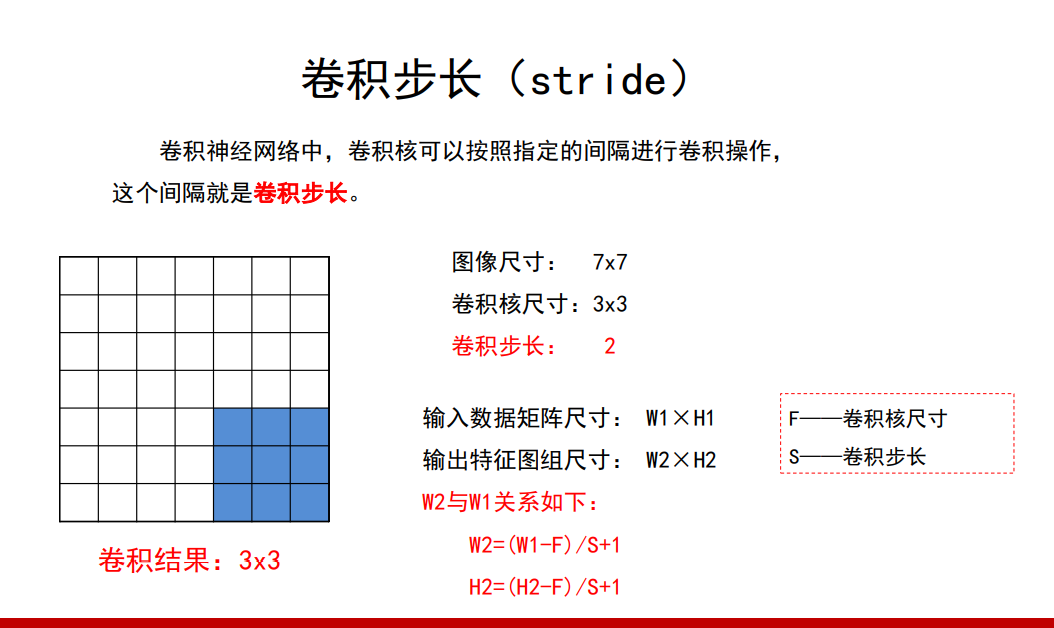 卷积步长（stride）
卷积神经网络中，卷积核可以按照指定的间隔进行卷积操作，
这个间隔就是卷积步长。
图像尺寸： 7x7
卷积核尺寸：3x3
卷积步长： 2
输入数据矩阵尺寸： W1×H1
输出特征图组尺寸： W2×H2
W2与W1关系如下：
W2=(W1-F)/S+1
H2=(H2-F)/S+1
F——卷积核尺寸
S——卷积步长
卷积结果：3x3